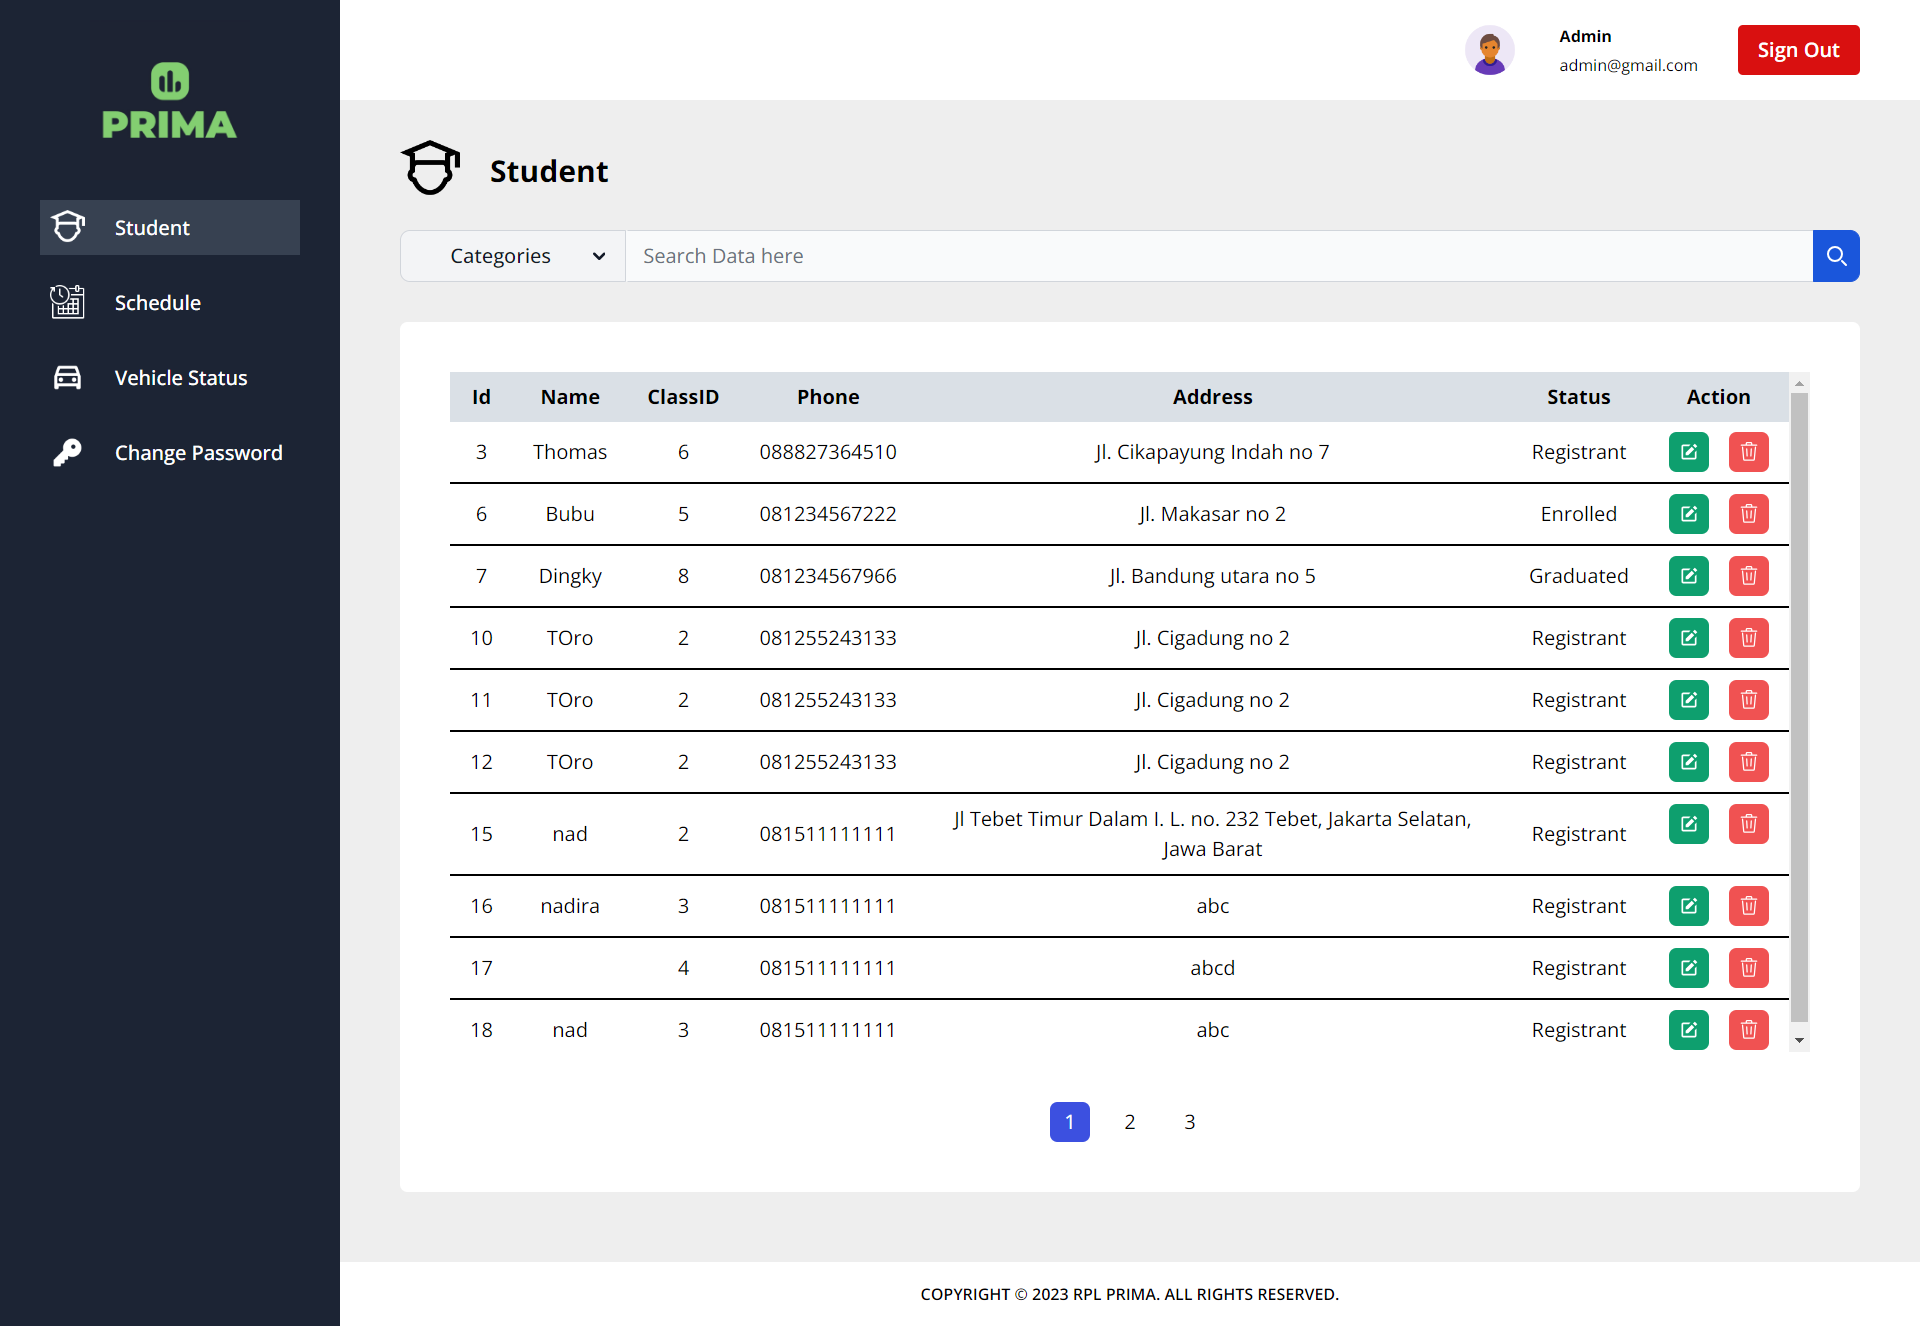 PRIMA
Admin
admin@gmail.com
Sign Out
Student
Schedule
Vehicle Status
Change Password
Student
Categories
Search Data here
Id Name ClassID Phone Address Status Action
3 Thomas 6 088827364510 Jl. Cikapayung Indah no 7 Registrant
6 Bubu 5 081234567222 Jl. Makasar no 2 Enrolled
7 Dingky 8 081234567966 Jl. Bandung utara no 5 Graduated
10 TOro 2 081255243133 Jl. Cigadung no 2 Registrant
11 TOro 2 081255243133 Jl. Cigadung no 2 Registrant
12 TOro 2 081255243133 Jl. Cigadung no 2 Registrant
15 nad 2 081511111111 Jl Tebet Timur Dalam I. L. no. 232 Tebet, Jakarta Selatan,
Jawa Barat Registrant
16 nadira 3 081511111111 abc Registrant
17 4 081511111111 abcd Registrant
18 nad 3 081511111111 abc Registrant
1 2 3
COPYRIGHT © 2023 RPL PRIMA. ALL RIGHTS RESERVED.